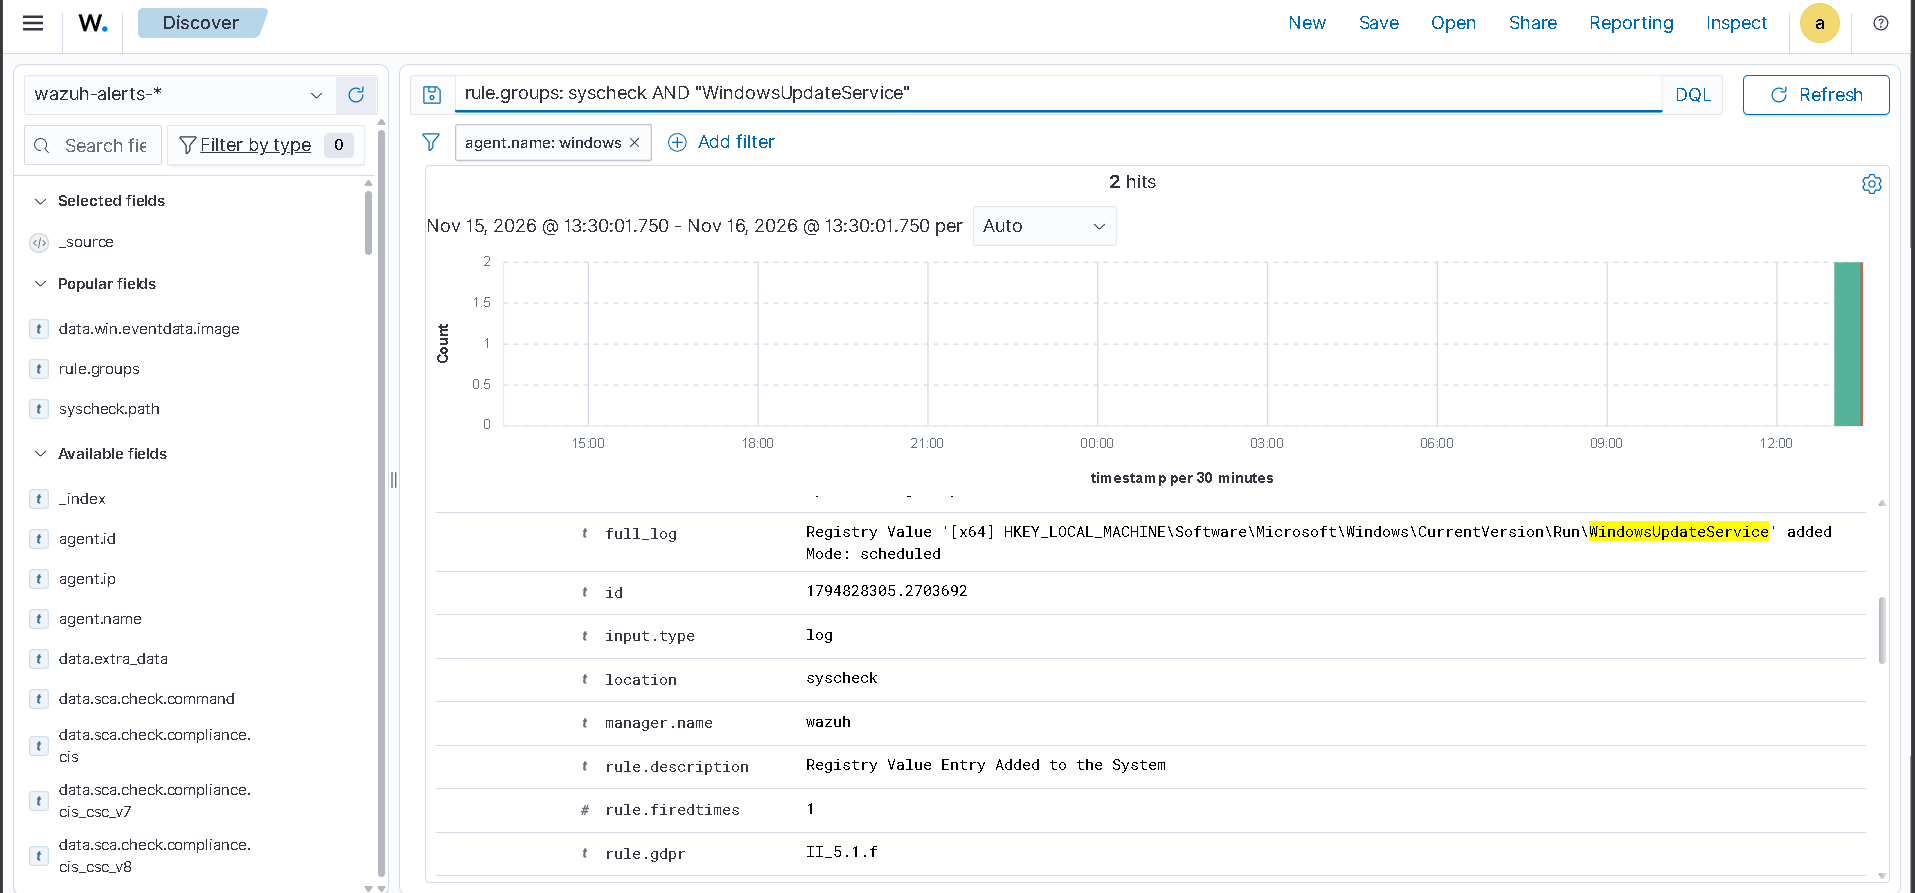 W.
Discover
New
Save
Open
Share
Reporting
Inspect
a
wazuh-alerts-*
Search fie
Filter by type 0
Selected fields
_source
Popular fields
t data.win.eventdata.image
t rule.groups
t syscheck.path
Available fields
t _index
t agent.id
t agent.ip
t agent.name
t data.extra_data
t data.sca.check.command
t data.sca.check.compliance.
cis
t data.sca.check.compliance.
cis_csc_v7
t data.sca.check.compliance.
cis_csc_v8
rule.groups: syscheck AND "WindowsUpdateService"
DQL
Refresh
agent.name: windows
Add filter
2 hits
Nov 15, 2026 @ 13:30:01.750 - Nov 16, 2026 @ 13:30:01.750 per Auto
Count
2
1.5
1
0.5
0
15:00 18:00 21:00 00:00 03:00 06:00 09:00 12:00
timestamp per 30 minutes
t full_log Registry Value '[x64] HKEY_LOCAL_MACHINE\Software\Microsoft\Windows\CurrentVersion\Run\WindowsUpdateService' added
Mode: scheduled
t id 1794828305.2703692
t input.type log
t location syscheck
t manager.name wazuh
t rule.description Registry Value Entry Added to the System
# rule.firedtimes 1
t rule.gdpr II_5.1.f